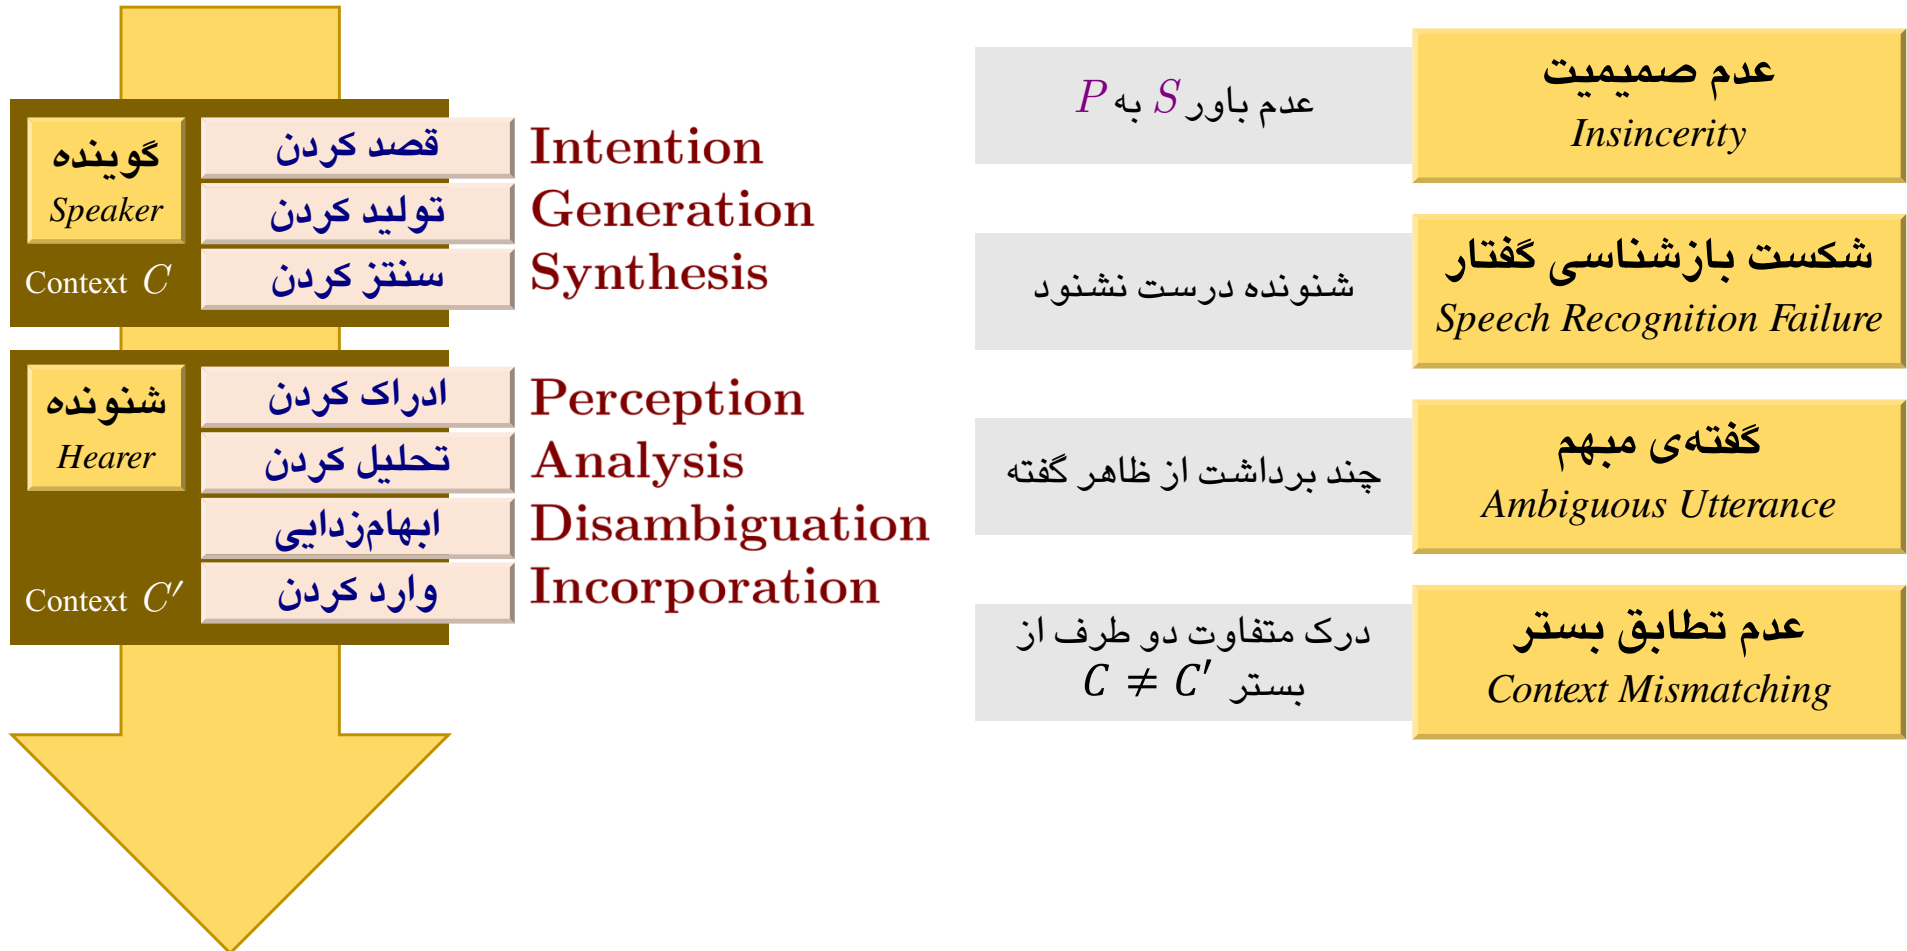 گوینده
Speaker
Context C
قصد کردن
Intention
تولید کردن
Generation
سنتز کردن
Synthesis
شنونده
Hearer
Context C′
ادراک کردن
Perception
تحلیل کردن
Analysis
ابهام‌زدایی
Disambiguation
وارد کردن
Incorporation
عدم صمیمیت
Insincerity
عدم باور S به P
شکست بازشناسی گفتار
Speech Recognition Failure
شنونده درست نشنود
گفته‌ی مبهم
Ambiguous Utterance
چند برداشت از ظاهر گفته
عدم تطابق بستر
Context Mismatching
درک متفاوت دو طرف از
بستر C ≠ C′